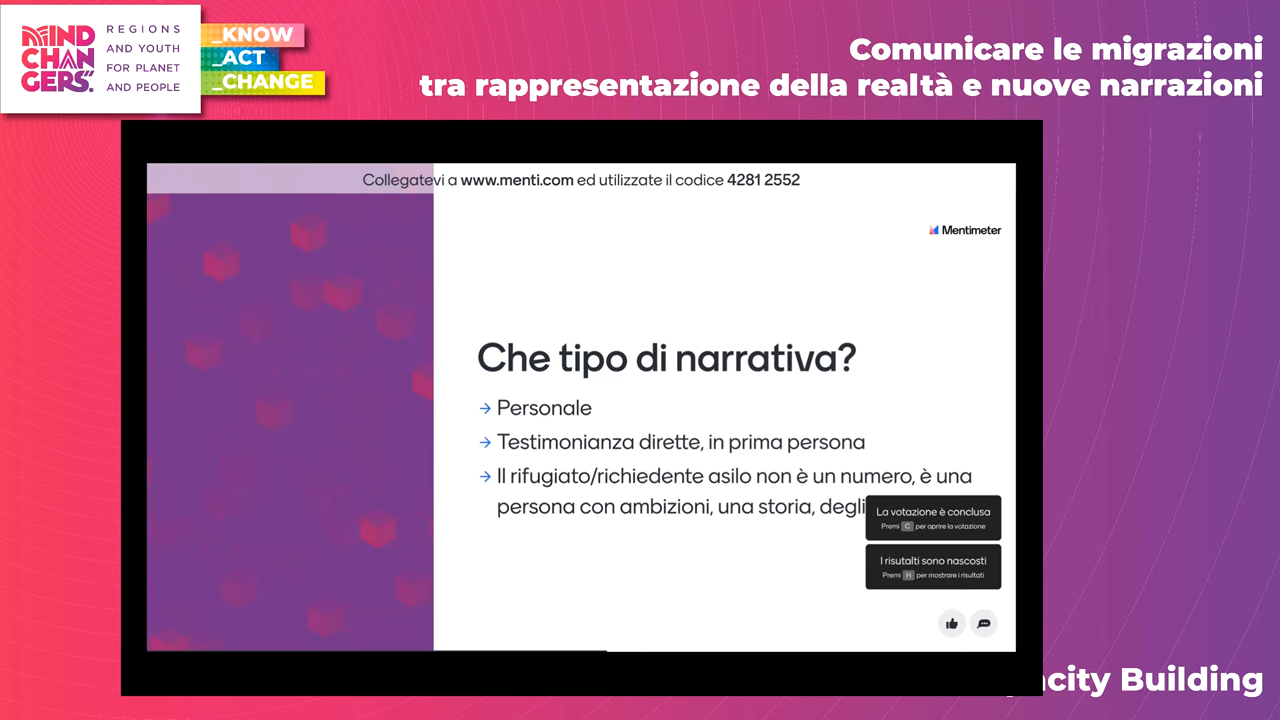 MIND
CHAN
GERS
REGIONS
AND YOUTH
FOR PLANET
AND PEOPLE
_KNOW
_ACT
_CHANGE
Comunicare le migrazioni
tra rappresentazione della realtà e nuove narrazioni
Collegatevi a www.menti.com ed utilizzate il codice 4281 2552
Mentimeter
Che tipo di narrativa?
→ Personale
→ Testimonianza dirette, in prima persona
→ Il rifugiato/richiedente asilo non è un numero, è una
persona con ambizioni, una storia, degli
La votazione è conclusa
Premi C per aprire la votazione
I risutalti sono nascosti
Premi H per mostrare i risultati
Building